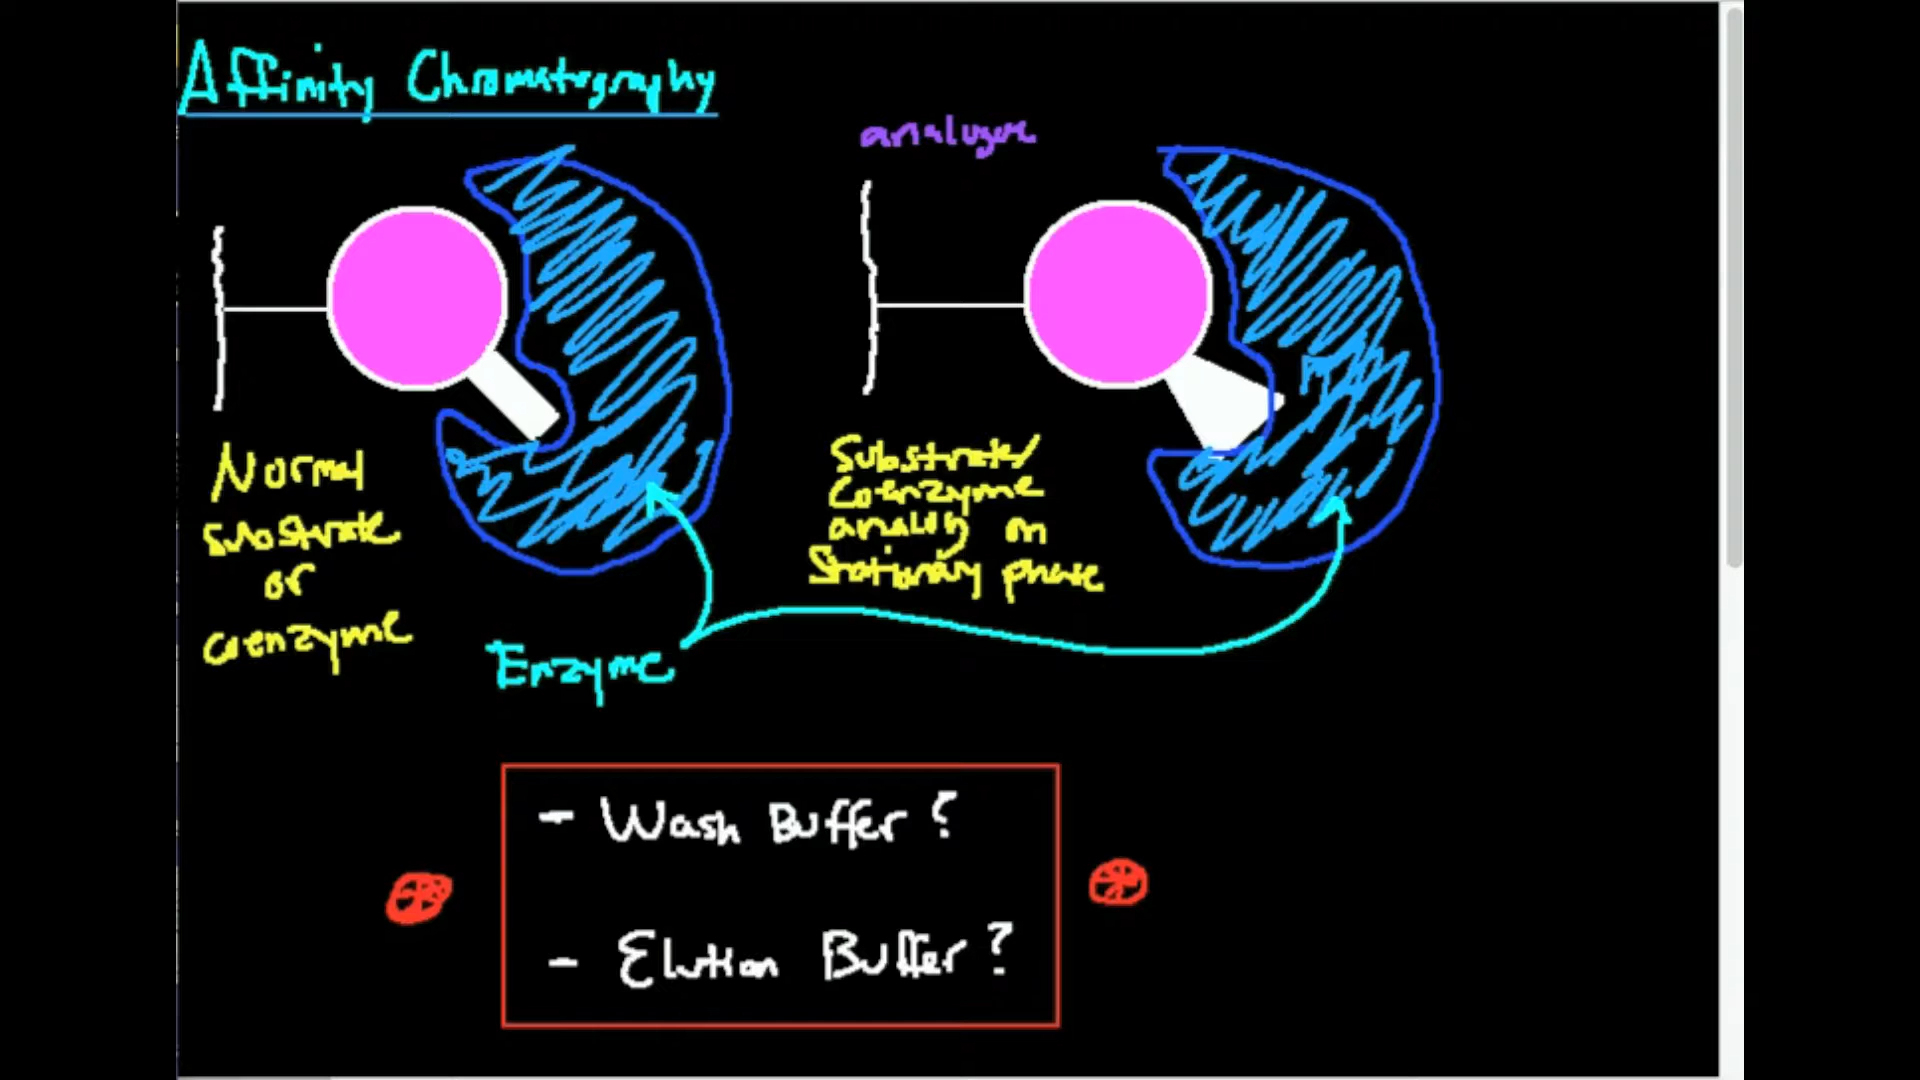 Affinity Chromatography
analogue
Normal
substrate
or
coenzyme
Substrate/
Coenzyme
analog on
Stationary phase
Enzyme
- Wash Buffer?
- Elution Buffer?